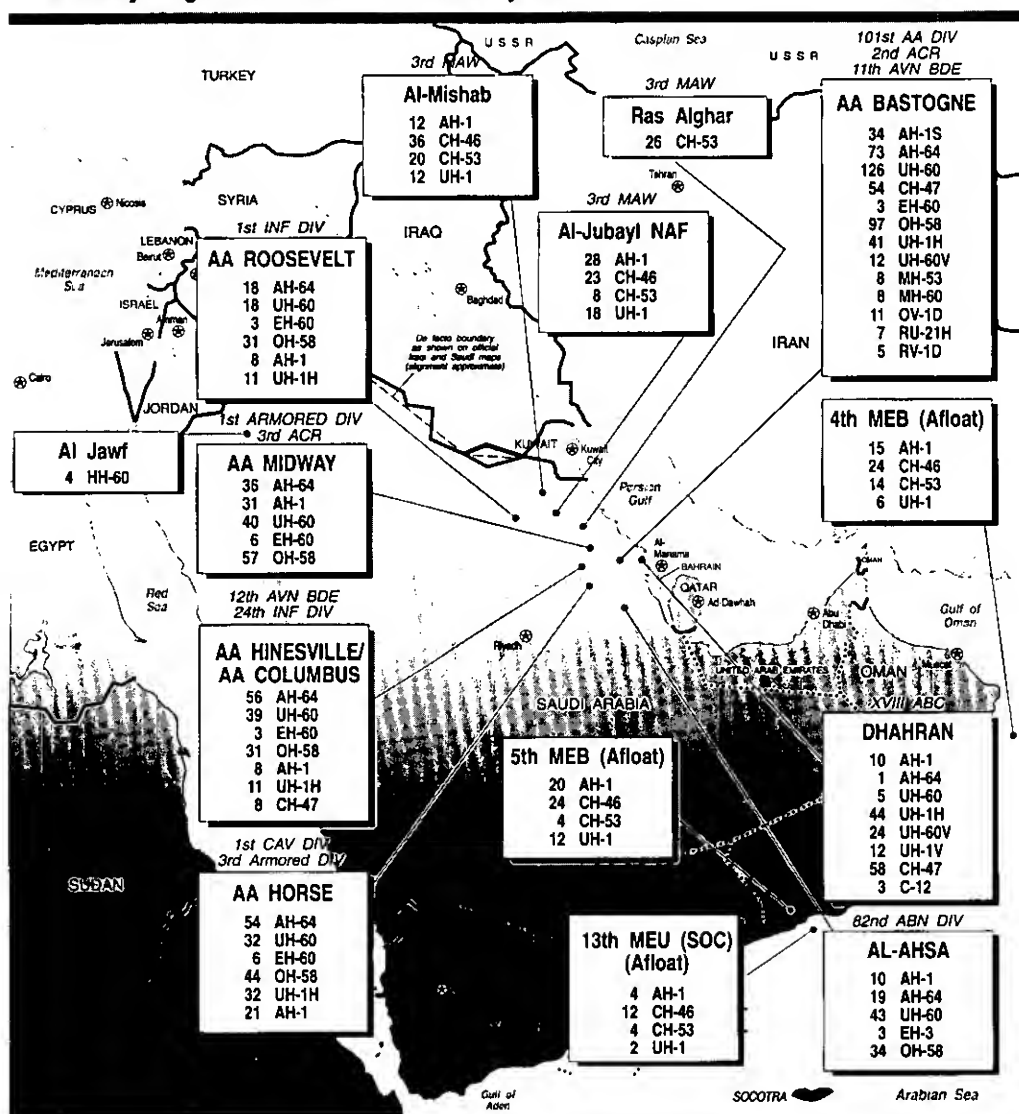 USSR
Caspian Sea
USSR
TURKEY
3rd MAW
Al-Mishab
12 AH-1
36 CH-46
20 CH-53
12 UH-1
3rd MAW
Ras Alghar
26 CH-53
101st AA DIV
2nd ACR
11th AVN BDE
AA BASTOGNE
34 AH-1S
73 AH-64
126 UH-60
54 CH-47
3 EH-60
97 OH-58
41 UH-1H
12 UH-60V
8 MH-53
8 MH-60
11 OV-1D
7 RU-21H
5 RV-1D
Tehran
CYPRUS
Nicosia
SYRIA
LEBANON
Beirut
Mediterranean
Sea
ISRAEL
Amman
Jerusalem
Cairo
JORDAN
1st INF DIV
AA ROOSEVELT
18 AH-64
18 UH-60
3 EH-60
31 OH-58
8 AH-1
11 UH-1H
IRAQ
Baghdad
De facto boundary
as shown on official
Iraqi and Saudi maps
(alignment approximate)
3rd MAW
Al-Jubayl NAF
28 AH-1
23 CH-46
8 CH-53
18 UH-1
IRAN
Al Jawf
4 HH-60
1st ARMORED DIV
3rd ACR
AA MIDWAY
36 AH-64
31 AH-1
40 UH-60
6 EH-60
57 OH-58
KUWAIT
Kuwait
City
Persian
Gulf
4th MEB (Afloat)
15 AH-1
24 CH-46
14 CH-53
6 UH-1
EGYPT
Red
Sea
Al-
Manama
BAHRAIN
QATAR
Ad Dawhah
OMAN
Abu
Dhabi
Gulf of
Oman
Muscat
Riyadh
UNITED ARAB EMIRATES
OMAN
SAUDI ARABIA
12th AVN BDE
24th INF DIV
AA HINESVILLE/
AA COLUMBUS
56 AH-64
39 UH-60
3 EH-60
31 OH-58
8 AH-1
11 UH-1H
8 CH-47
5th MEB (Afloat)
20 AH-1
24 CH-46
4 CH-53
12 UH-1
XVIII ABC
DHAHRAN
10 AH-1
1 AH-64
5 UH-60
44 UH-1H
24 UH-60V
12 UH-1V
58 CH-47
3 C-12
SUDAN
1st CAV DIV
3rd Armored DIV
AA HORSE
54 AH-64
32 UH-60
6 EH-60
44 OH-58
32 UH-1H
21 AH-1
13th MEU (SOC)
(Afloat)
4 AH-1
12 CH-46
4 CH-53
2 UH-1
82nd ABN DIV
AL-AHSA
10 AH-1
19 AH-64
43 UH-60
3 EH-3
34 OH-58
Gulf of
Aden
SOCOTRA
Arabian Sea